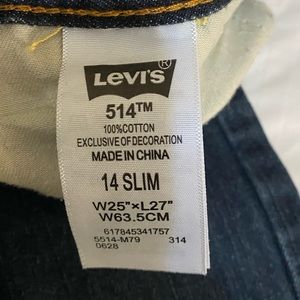 LEVI'S ®
514™
100%COTTON
EXCLUSIVE OF DECORATION
MADE IN CHINA
14 SLIM
W25"×L27"
W63.5CM
617845341757
5514-M79 314
0628